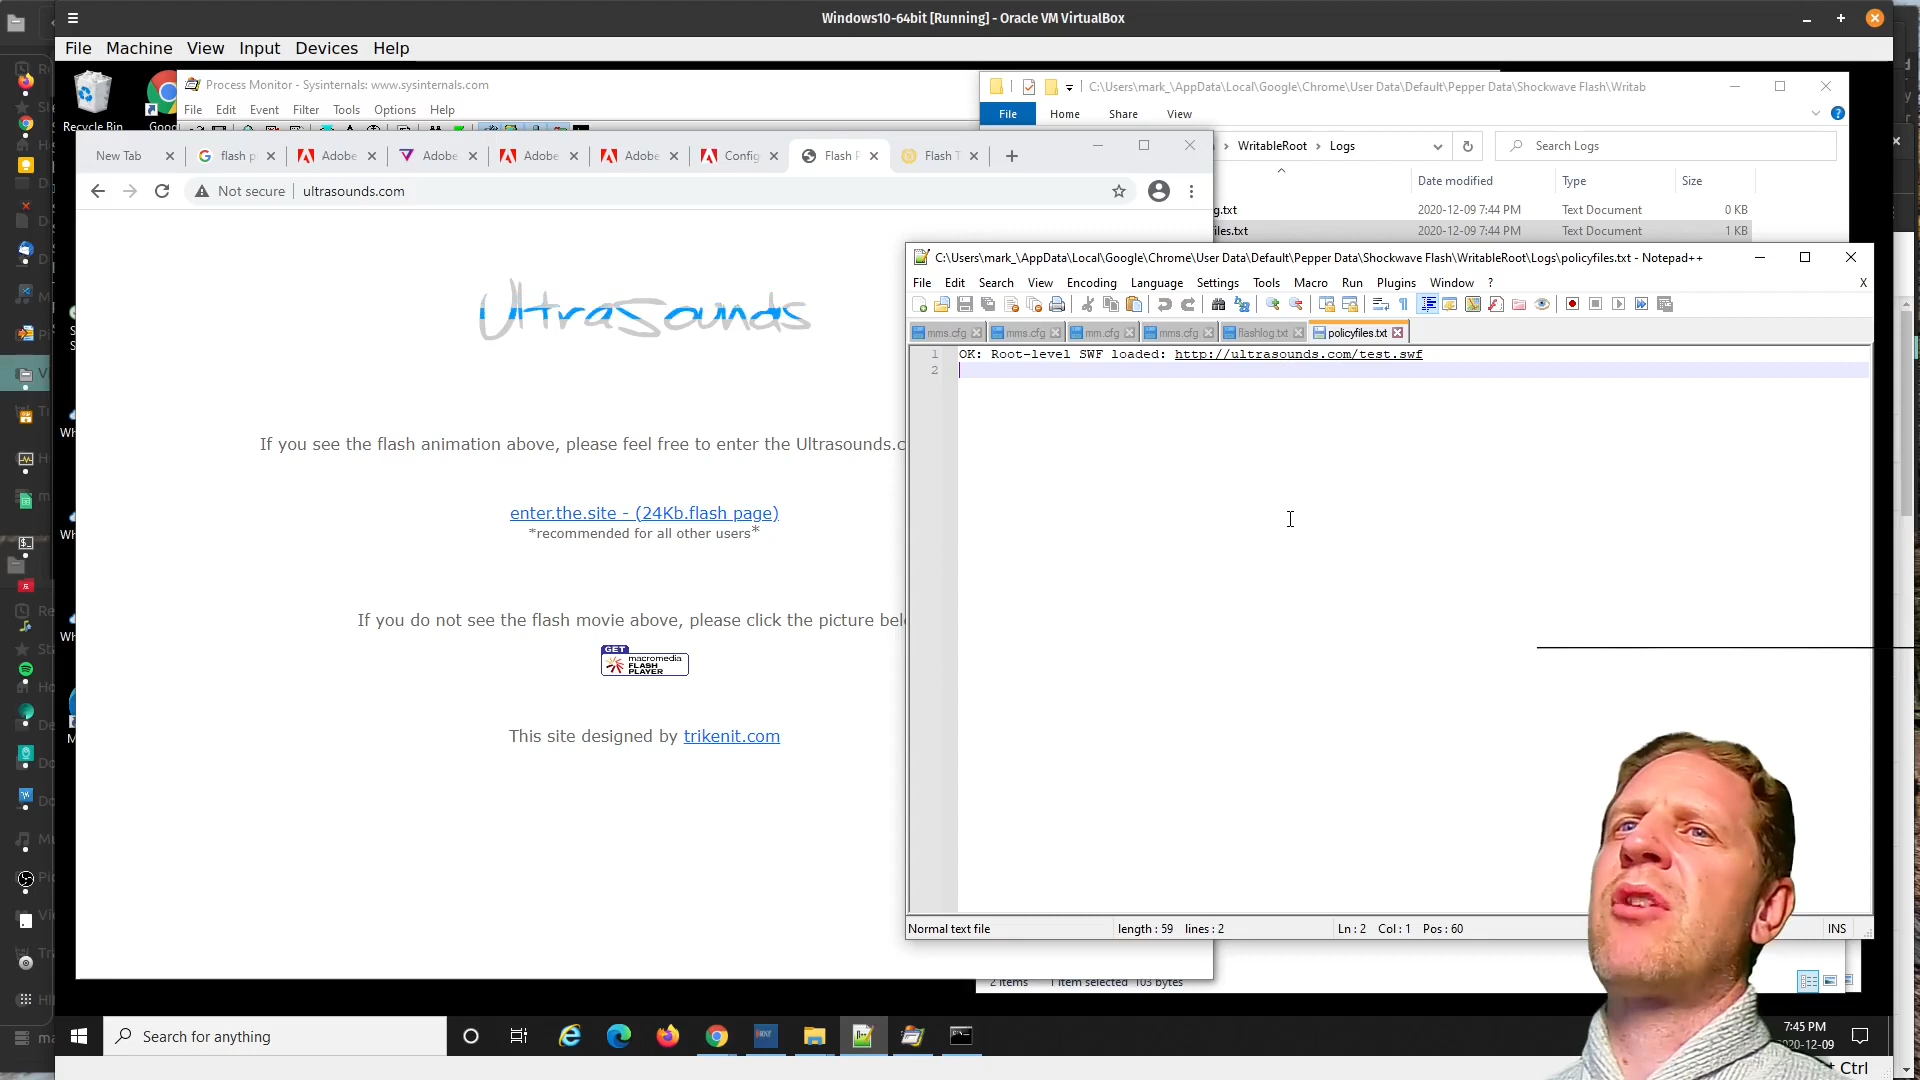 Windows10-64bit [Running] - Oracle VM VirtualBox
File Machine View Input Devices Help
Recycle Bin
Process Monitor - Sysinternals: www.sysinternals.com
File Edit Event Filter Tools Options Help
C:\Users\mark_\AppData\Local\Google\Chrome\User Data\Default\Pepper Data\Shockwave Flash\Writab
File Home Share View
WritableRoot Logs
Search Logs
Date modified Type Size
g.txt 2020-12-09 7:44 PM Text Document 0 KB
iles.txt 2020-12-09 7:44 PM Text Document 1 KB
New Tab
flash p
Adobe
Adobe
Adobe
Adobe
Config
Flash P
Flash T
Not secure ultrasounds.com
UltraSounds
If you see the flash animation above, please feel free to enter the Ultrasounds.c
enter.the.site - (24Kb.flash page)
*recommended for all other users*
If you do not see the flash movie above, please click the picture bel
GET
macromedia
FLASH
PLAYER
This site designed by trikenit.com
C:\Users\mark_\AppData\Local\Google\Chrome\User Data\Default\Pepper Data\Shockwave Flash\WritableRoot\Logs\policyfiles.txt - Notepad++
File Edit Search View Encoding Language Settings Tools Macro Run Plugins Window ? X
mms.cfg mms.cfg mm.cfg mms.cfg flashlog.txt policyfiles.txt
1 OK: Root-level SWF loaded: http://ultrasounds.com/test.swf
2
Normal text file length : 59 lines : 2 Ln : 2 Col : 1 Pos : 60 INS
2 items 1 item selected 103 bytes
Search for anything
7:45 PM
2020-12-09
Ctrl